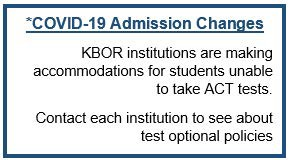 *COVID-19 Admission Changes
KBOR institutions are making
accommodations for students unable
to take ACT tests.
Contact each institution to see about
test optional policies